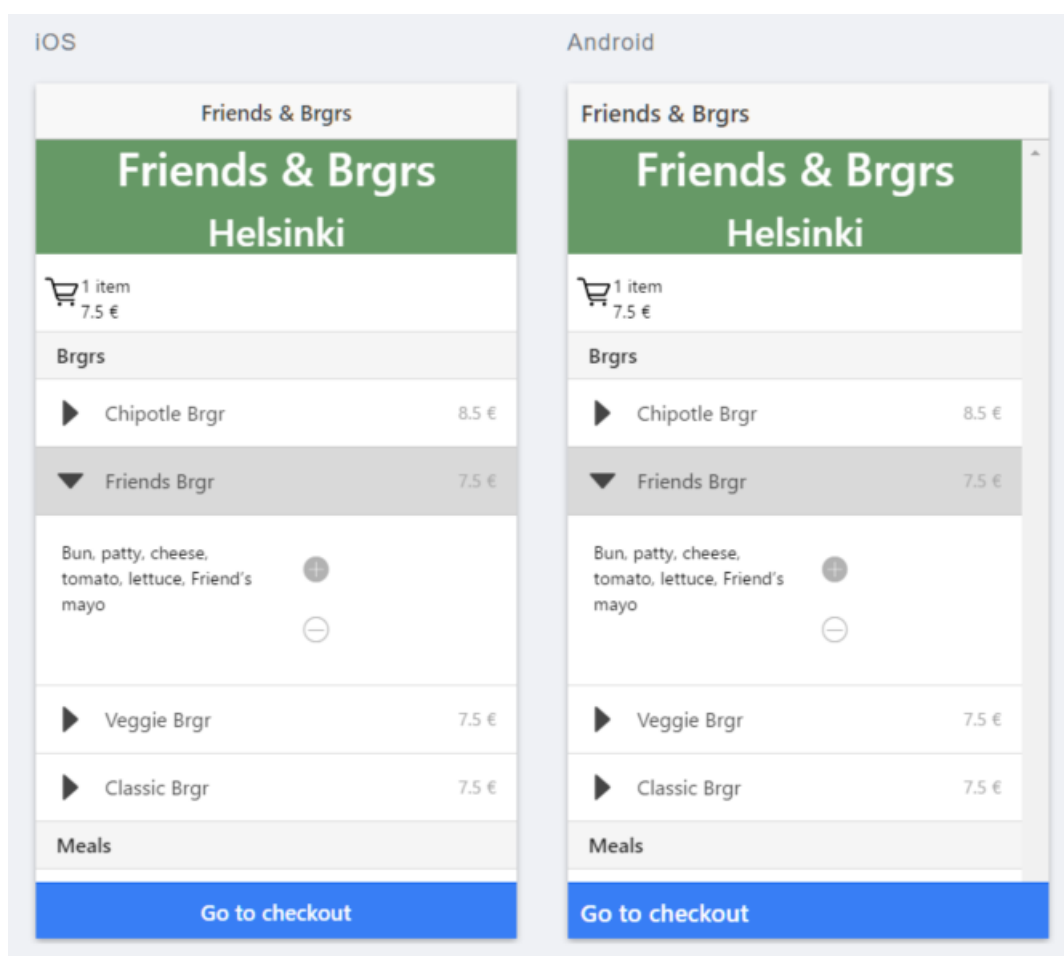 iOS
Friends & Brgrs
Friends & Brgrs
Helsinki
1 item
7.5 €
Brgrs
Chipotle Brgr 8.5 €
Friends Brgr 7.5 €
Bun, patty, cheese,
tomato, lettuce, Friend's
mayo
Veggie Brgr 7.5 €
Classic Brgr 7.5 €
Meals
Go to checkout
Android
Friends & Brgrs
Friends & Brgrs
Helsinki
1 item
7.5 €
Brgrs
Chipotle Brgr 8.5 €
Friends Brgr 7.5 €
Bun, patty, cheese,
tomato, lettuce, Friend's
mayo
Veggie Brgr 7.5 €
Classic Brgr 7.5 €
Meals
Go to checkout